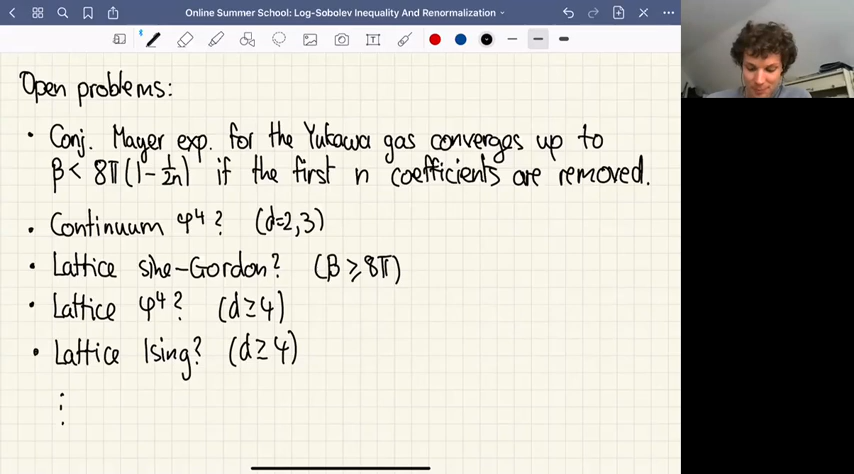 Online Summer School: Log-Sobolev Inequality And Renormalization
Open problems:
• Conj. Mayer exp. for the Yukawa gas converges up to
β < 8π(1 - 1/2n) if the first n coefficients are removed.
• Continuum φ⁴? (d=2,3)
• Lattice sine-Gordon? (β ≥ 8π)
• Lattice φ⁴? (d ≥ 4)
• Lattice Ising? (d ≥ 4)
⋮